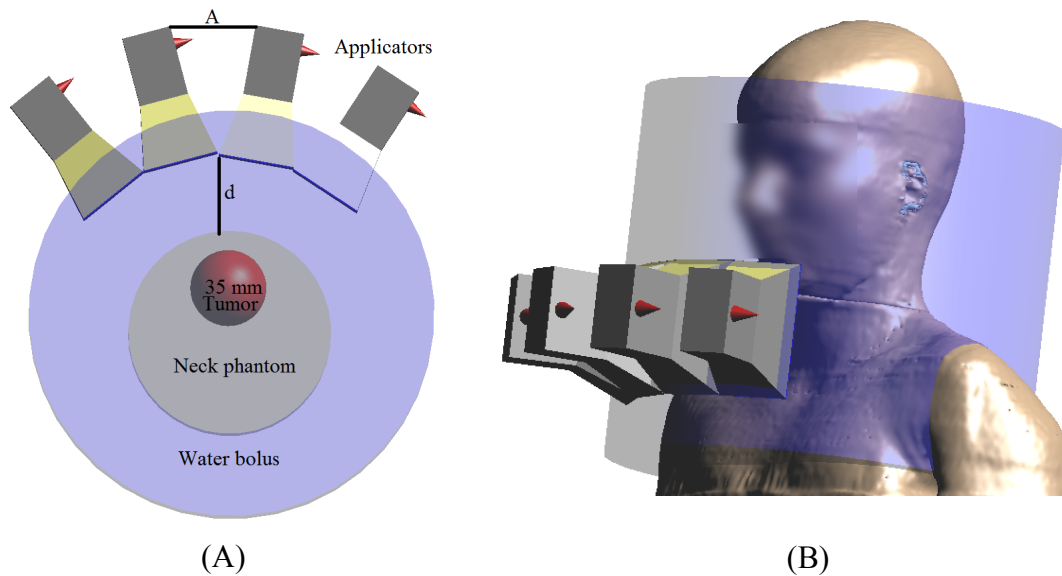 A
Applicators
d
35 mm
Tumor
Neck phantom
Water bolus
(A)
(B)